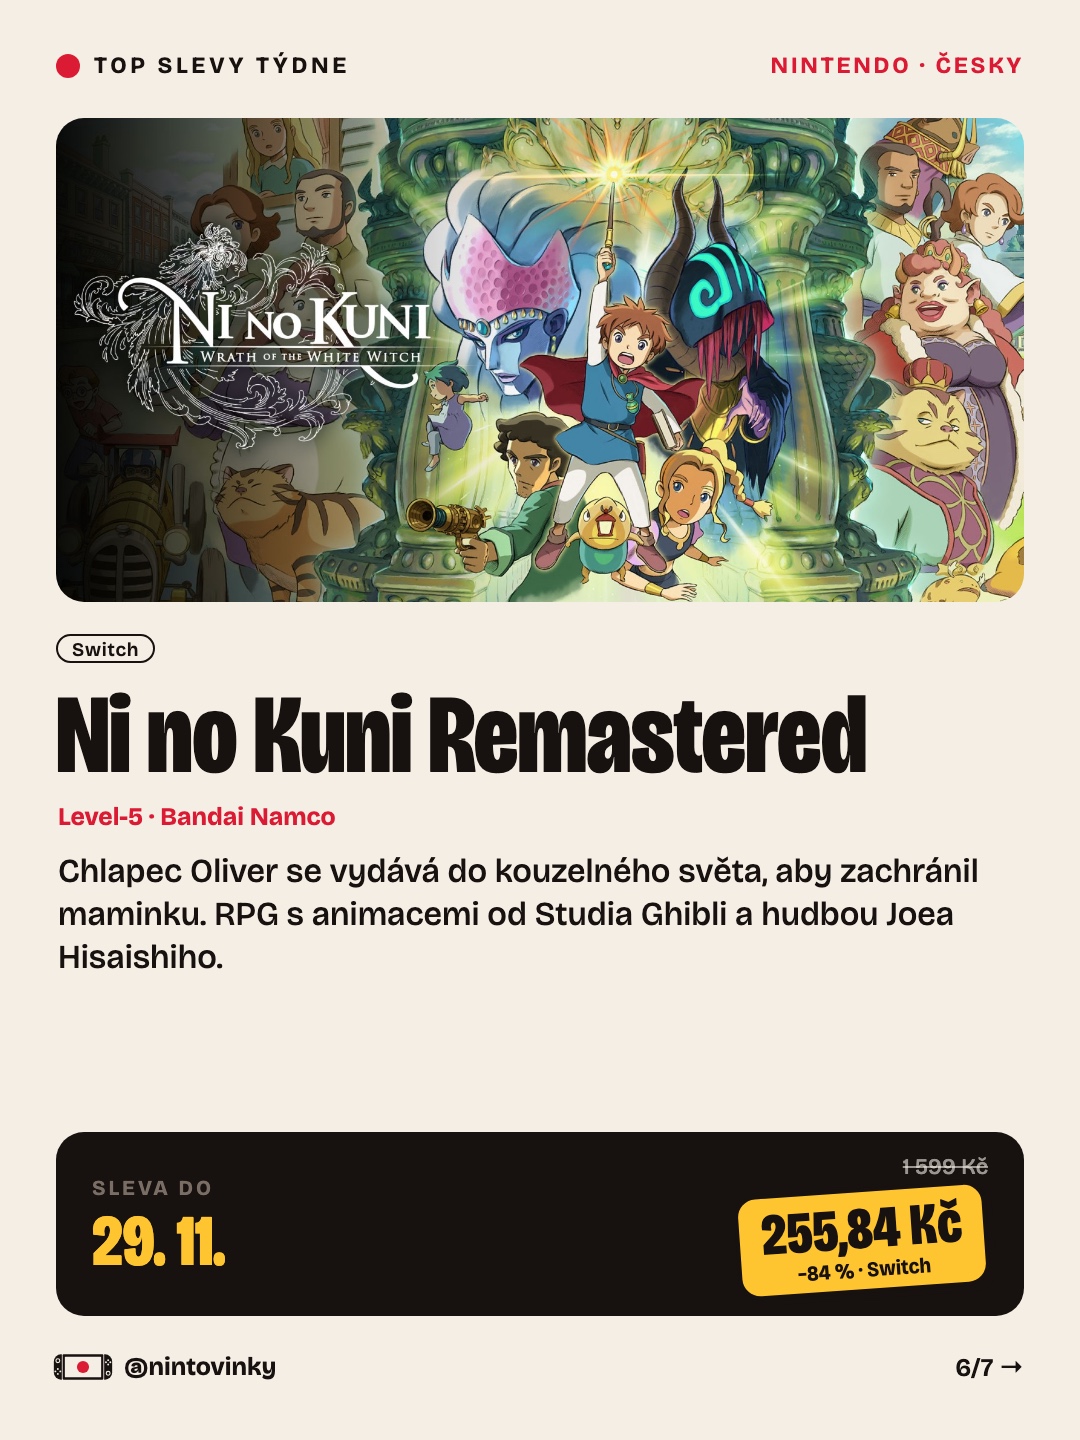 TOP SLEVY TÝDNE
NINTENDO · ČESKY
NI NO KUNI
WRATH OF THE WHITE WITCH
Switch
Ni no Kuni Remastered
Level-5 · Bandai Namco
Chlapec Oliver se vydává do kouzelného světa, aby zachránil
maminku. RPG s animacemi od Studia Ghibli a hudbou Joea
Hisaishiho.
SLEVA DO
29. 11.
1 599 Kč
255,84 Kč
−84 % · Switch
@nintovinky
6/7 →